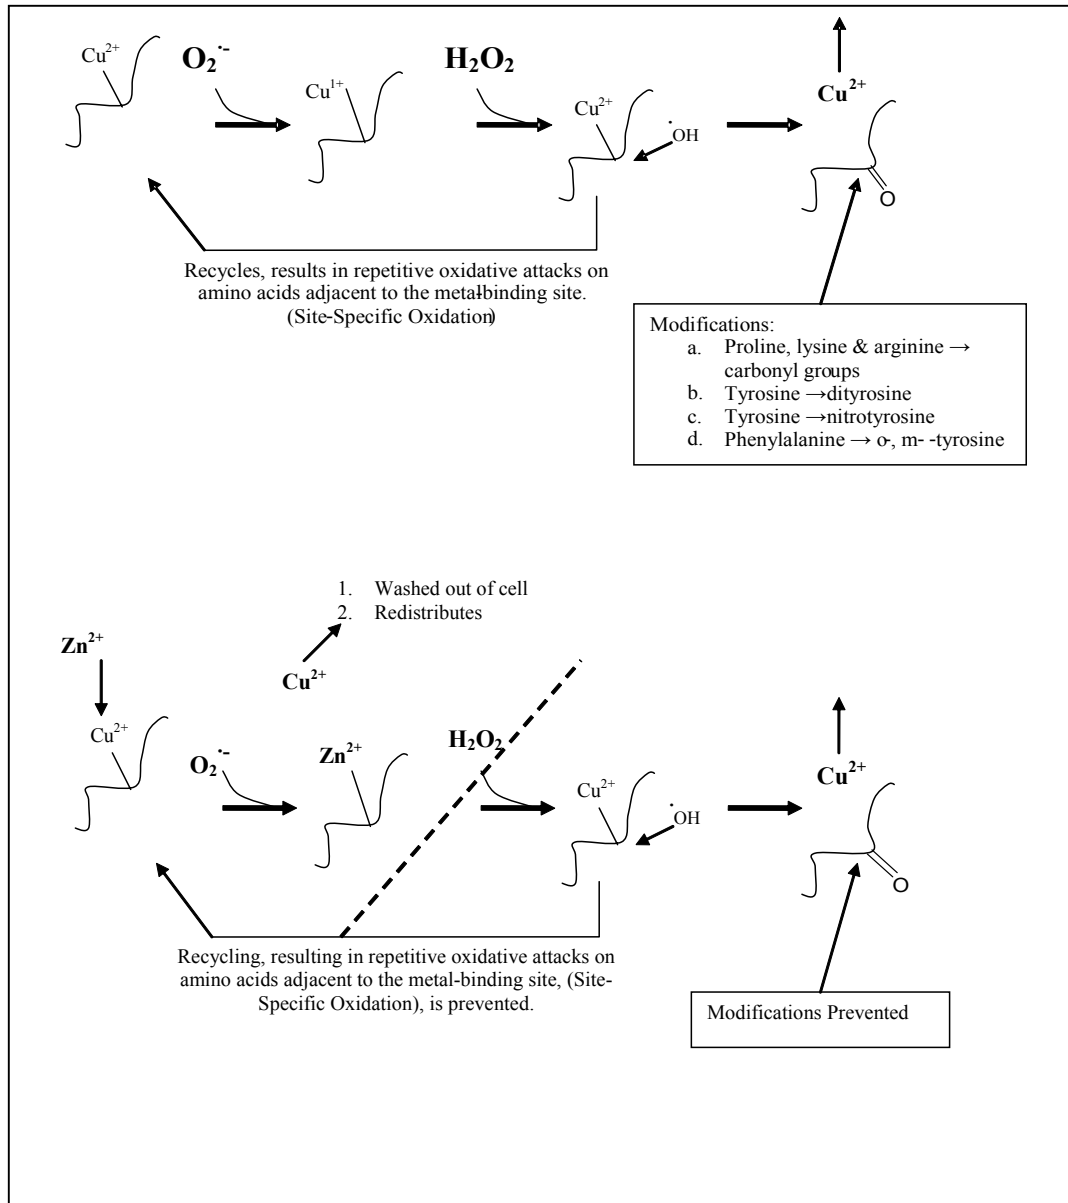 Cu2+
O2·-
Cu1+
H2O2
Cu2+
·OH
Cu2+
O
Recycles, results in repetitive oxidative attacks on
amino acids adjacent to the metal-binding site.
(Site-Specific Oxidation)
Modifications:
a. Proline, lysine & arginine →
carbonyl groups
b. Tyrosine →dityrosine
c. Tyrosine →nitrotyrosine
d. Phenylalanine → o-, m- -tyrosine
1. Washed out of cell
2. Redistributes
Zn2+
Cu2+
Cu2+
O2·-
Zn2+
H2O2
Cu2+
·OH
Cu2+
O
Recycling, resulting in repetitive oxidative attacks on
amino acids adjacent to the metal-binding site, (Site-
Specific Oxidation), is prevented.
Modifications Prevented